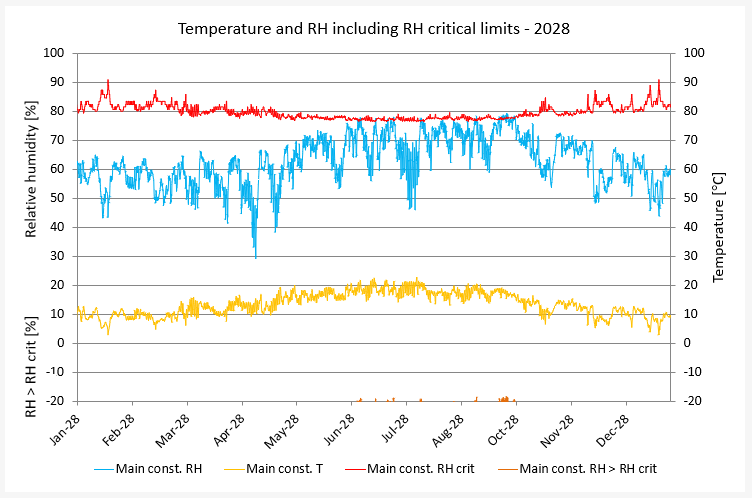 Temperature and RH including RH critical limits - 2028
100 100
90 90
80 80
70 70
60 60
50 50
40 40
30 30
20 20
10 10
0 0
-10 -10
-20 -20
Relative humidity [%]
RH > RH crit [%]
Temperature [°C]
Jan-28 Feb-28 Mar-28 Apr-28 May-28 Jun-28 Jul-28 Aug-28 Oct-28 Nov-28 Dec-28
Main const. RH Main const. T Main const. RH crit Main const. RH > RH crit